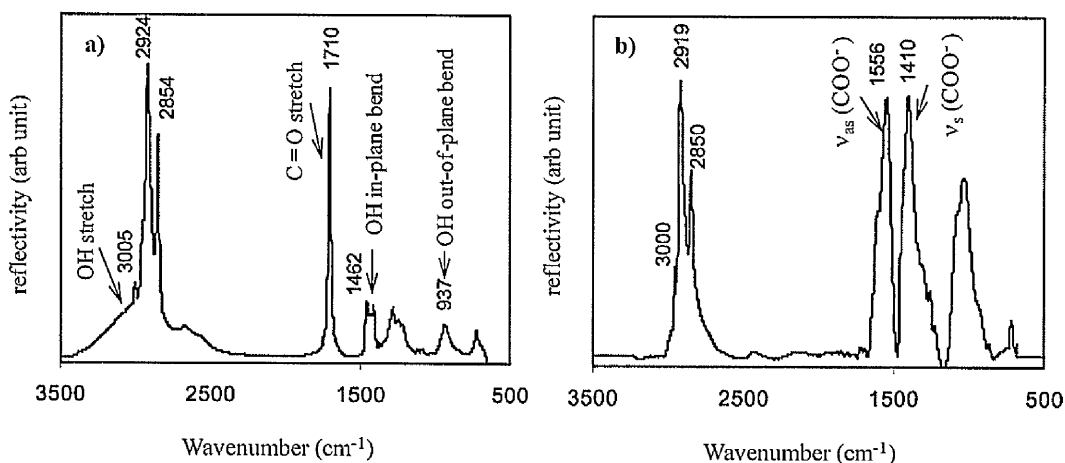 a)
2924
2854
1710
C = O stretch
OH in-plane bend
OH out-of-plane bend
OH stretch
3005
1462
937
reflectivity (arb unit)
3500
2500
1500
500
Wavenumber (cm⁻¹)
b)
2919
2850
3000
ν as (COO⁻)
1556
1410
ν s (COO⁻)
reflectivity (arb unit)
3500
2500
1500
500
Wavenumber (cm⁻¹)